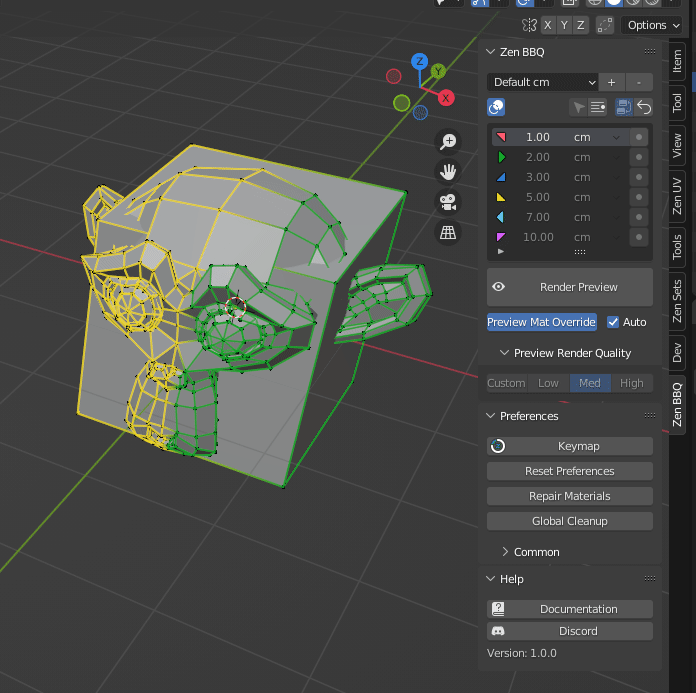 X Y Z Options
Zen BBQ
Default cm + -
1.00 cm
2.00 cm
3.00 cm
5.00 cm
7.00 cm
10.00 cm
Render Preview
Preview Mat Override Auto
Preview Render Quality
Custom Low Med High
Preferences
Keymap
Reset Preferences
Repair Materials
Global Cleanup
Common
Help
Documentation
Discord
Version: 1.0.0
Item
Tool
View
Zen UV
Tools
Zen Sets
Dev
Zen BBQ
Z
Y
X